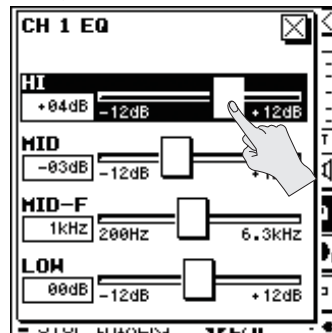 CH 1 EQ
HI
+04dB -12dB +12dB
MID
-03dB -12dB
MID-F
1kHz 200Hz 6.3kHz
LOW
00dB -12dB +12dB